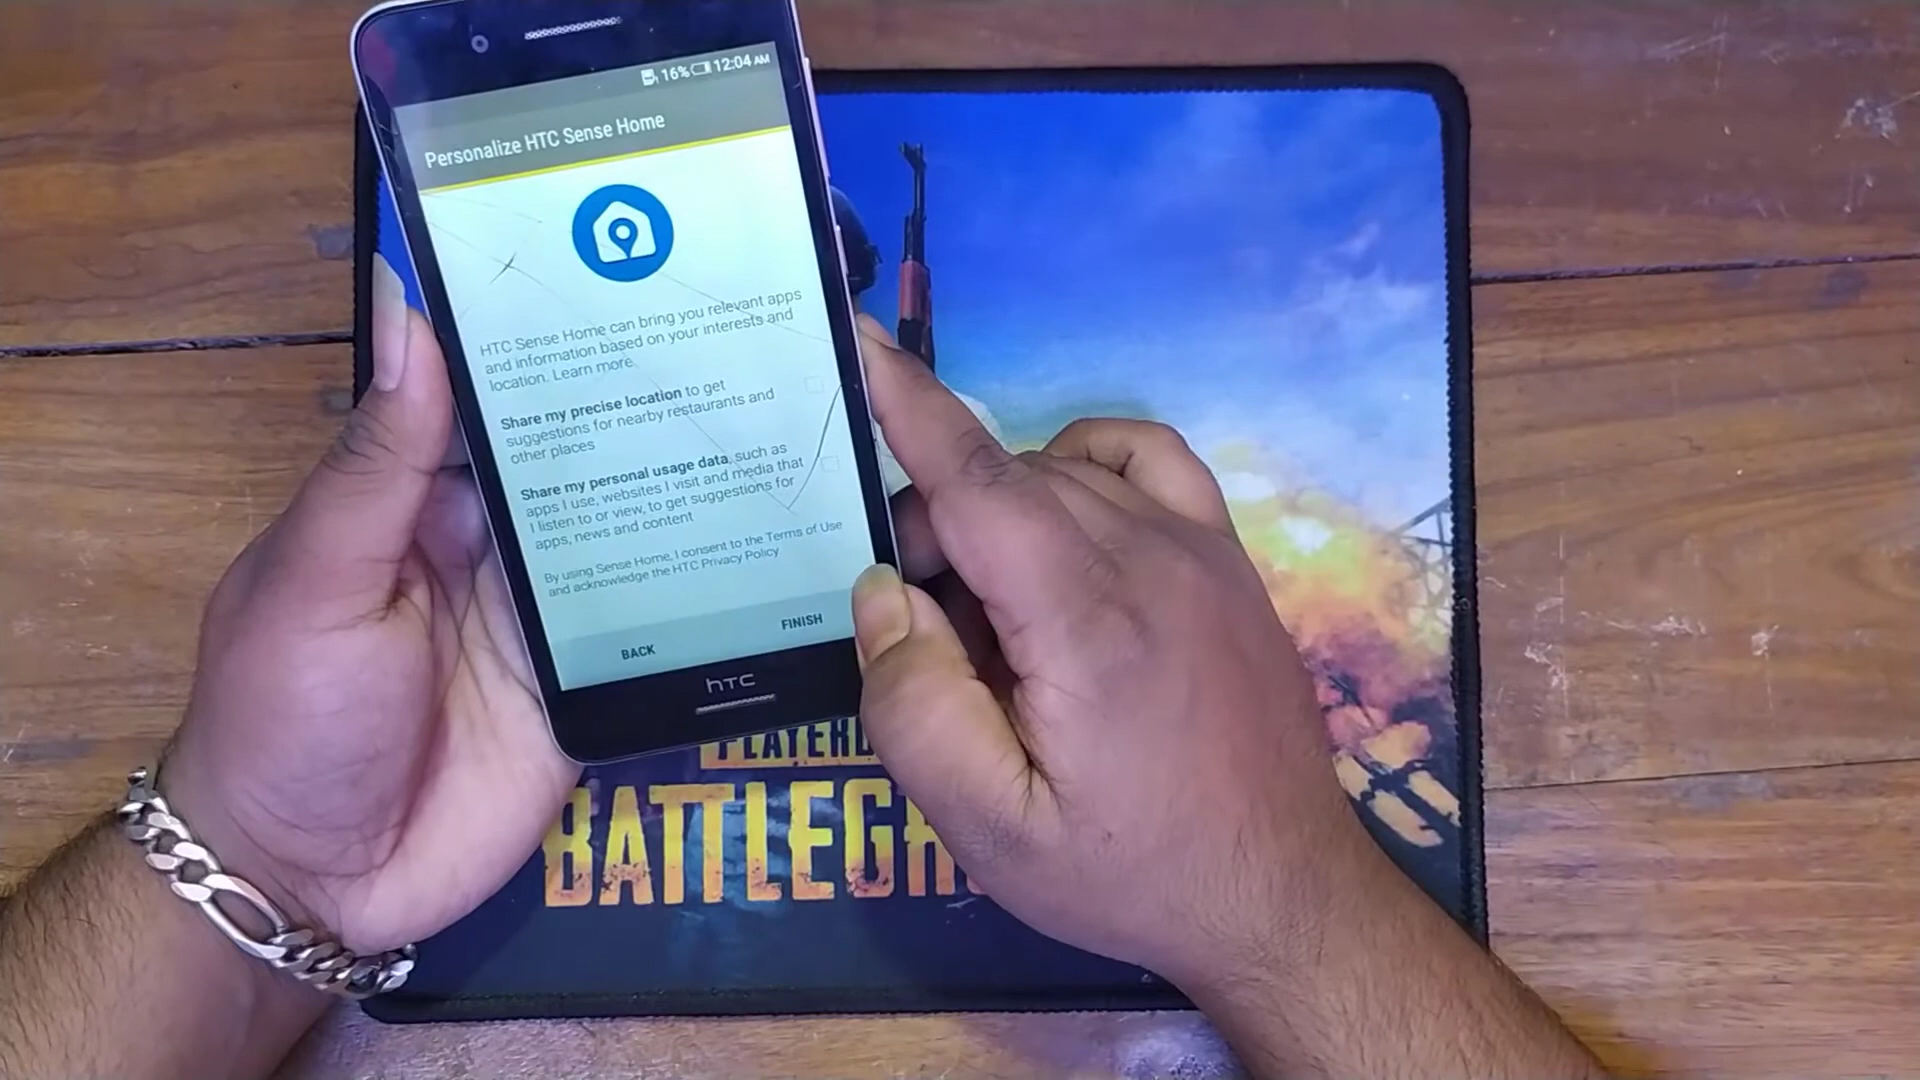 16% 12:04 AM
Personalize HTC Sense Home
HTC Sense Home can bring you relevant apps
and information based on your interests and
location. Learn more.
Share my precise location to get
suggestions for nearby restaurants and
other places
Share my personal usage data, such as
apps I use, websites I visit and media that
I listen to or view, to get suggestions for
apps, news and content
By using Sense Home, I consent to the Terms of Use
and acknowledge the HTC Privacy Policy
BACK
FINISH
hTC